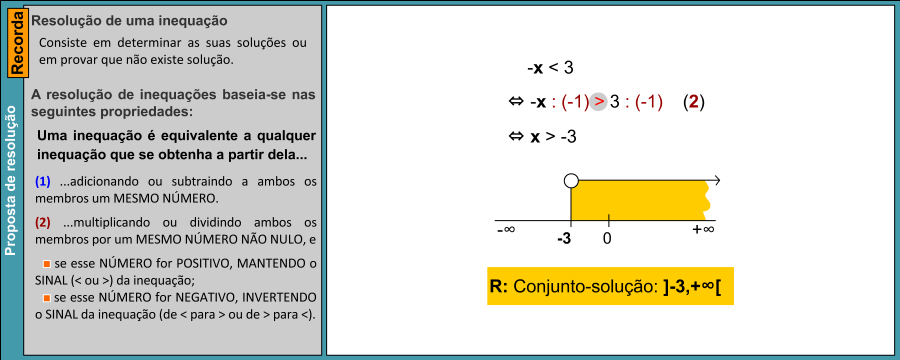 Recorda
Proposta de resolução
Resolução de uma inequação
Consiste em determinar as suas soluções ou
em provar que não existe solução.
A resolução de inequações baseia-se nas
seguintes propriedades:
Uma inequação é equivalente a qualquer
inequação que se obtenha a partir dela...
(1) ...adicionando ou subtraindo a ambos os
membros um MESMO NÚMERO.
(2) ...multiplicando ou dividindo ambos os
membros por um MESMO NÚMERO NÃO NULO, e
se esse NÚMERO for POSITIVO, MANTENDO o
SINAL (< ou >) da inequação;
se esse NÚMERO for NEGATIVO, INVERTENDO
o SINAL da inequação (de < para > ou de > para <).
-x < 3
⇔ -x : (-1) > 3 : (-1) (2)
⇔ x > -3
-∞ -3 0 +∞
R: Conjunto-solução: ]-3,+∞[